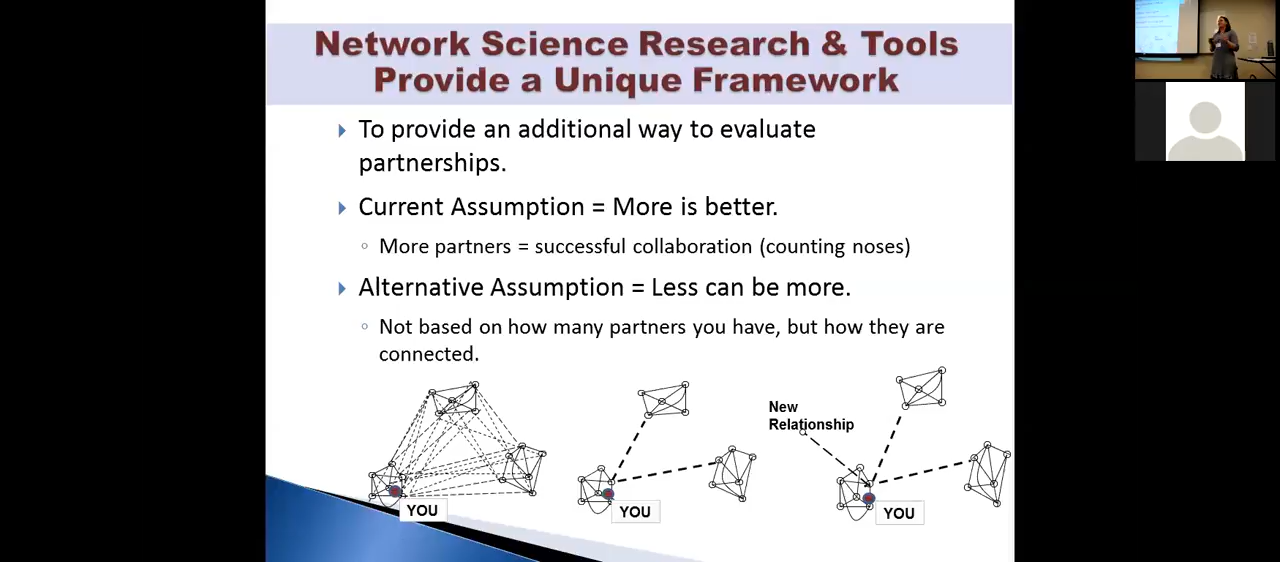 Network Science Research & Tools
Provide a Unique Framework
To provide an additional way to evaluate
partnerships.
Current Assumption = More is better.
More partners = successful collaboration (counting noses)
Alternative Assumption = Less can be more.
Not based on how many partners you have, but how they are
connected.
New
Relationship
YOU
YOU
YOU